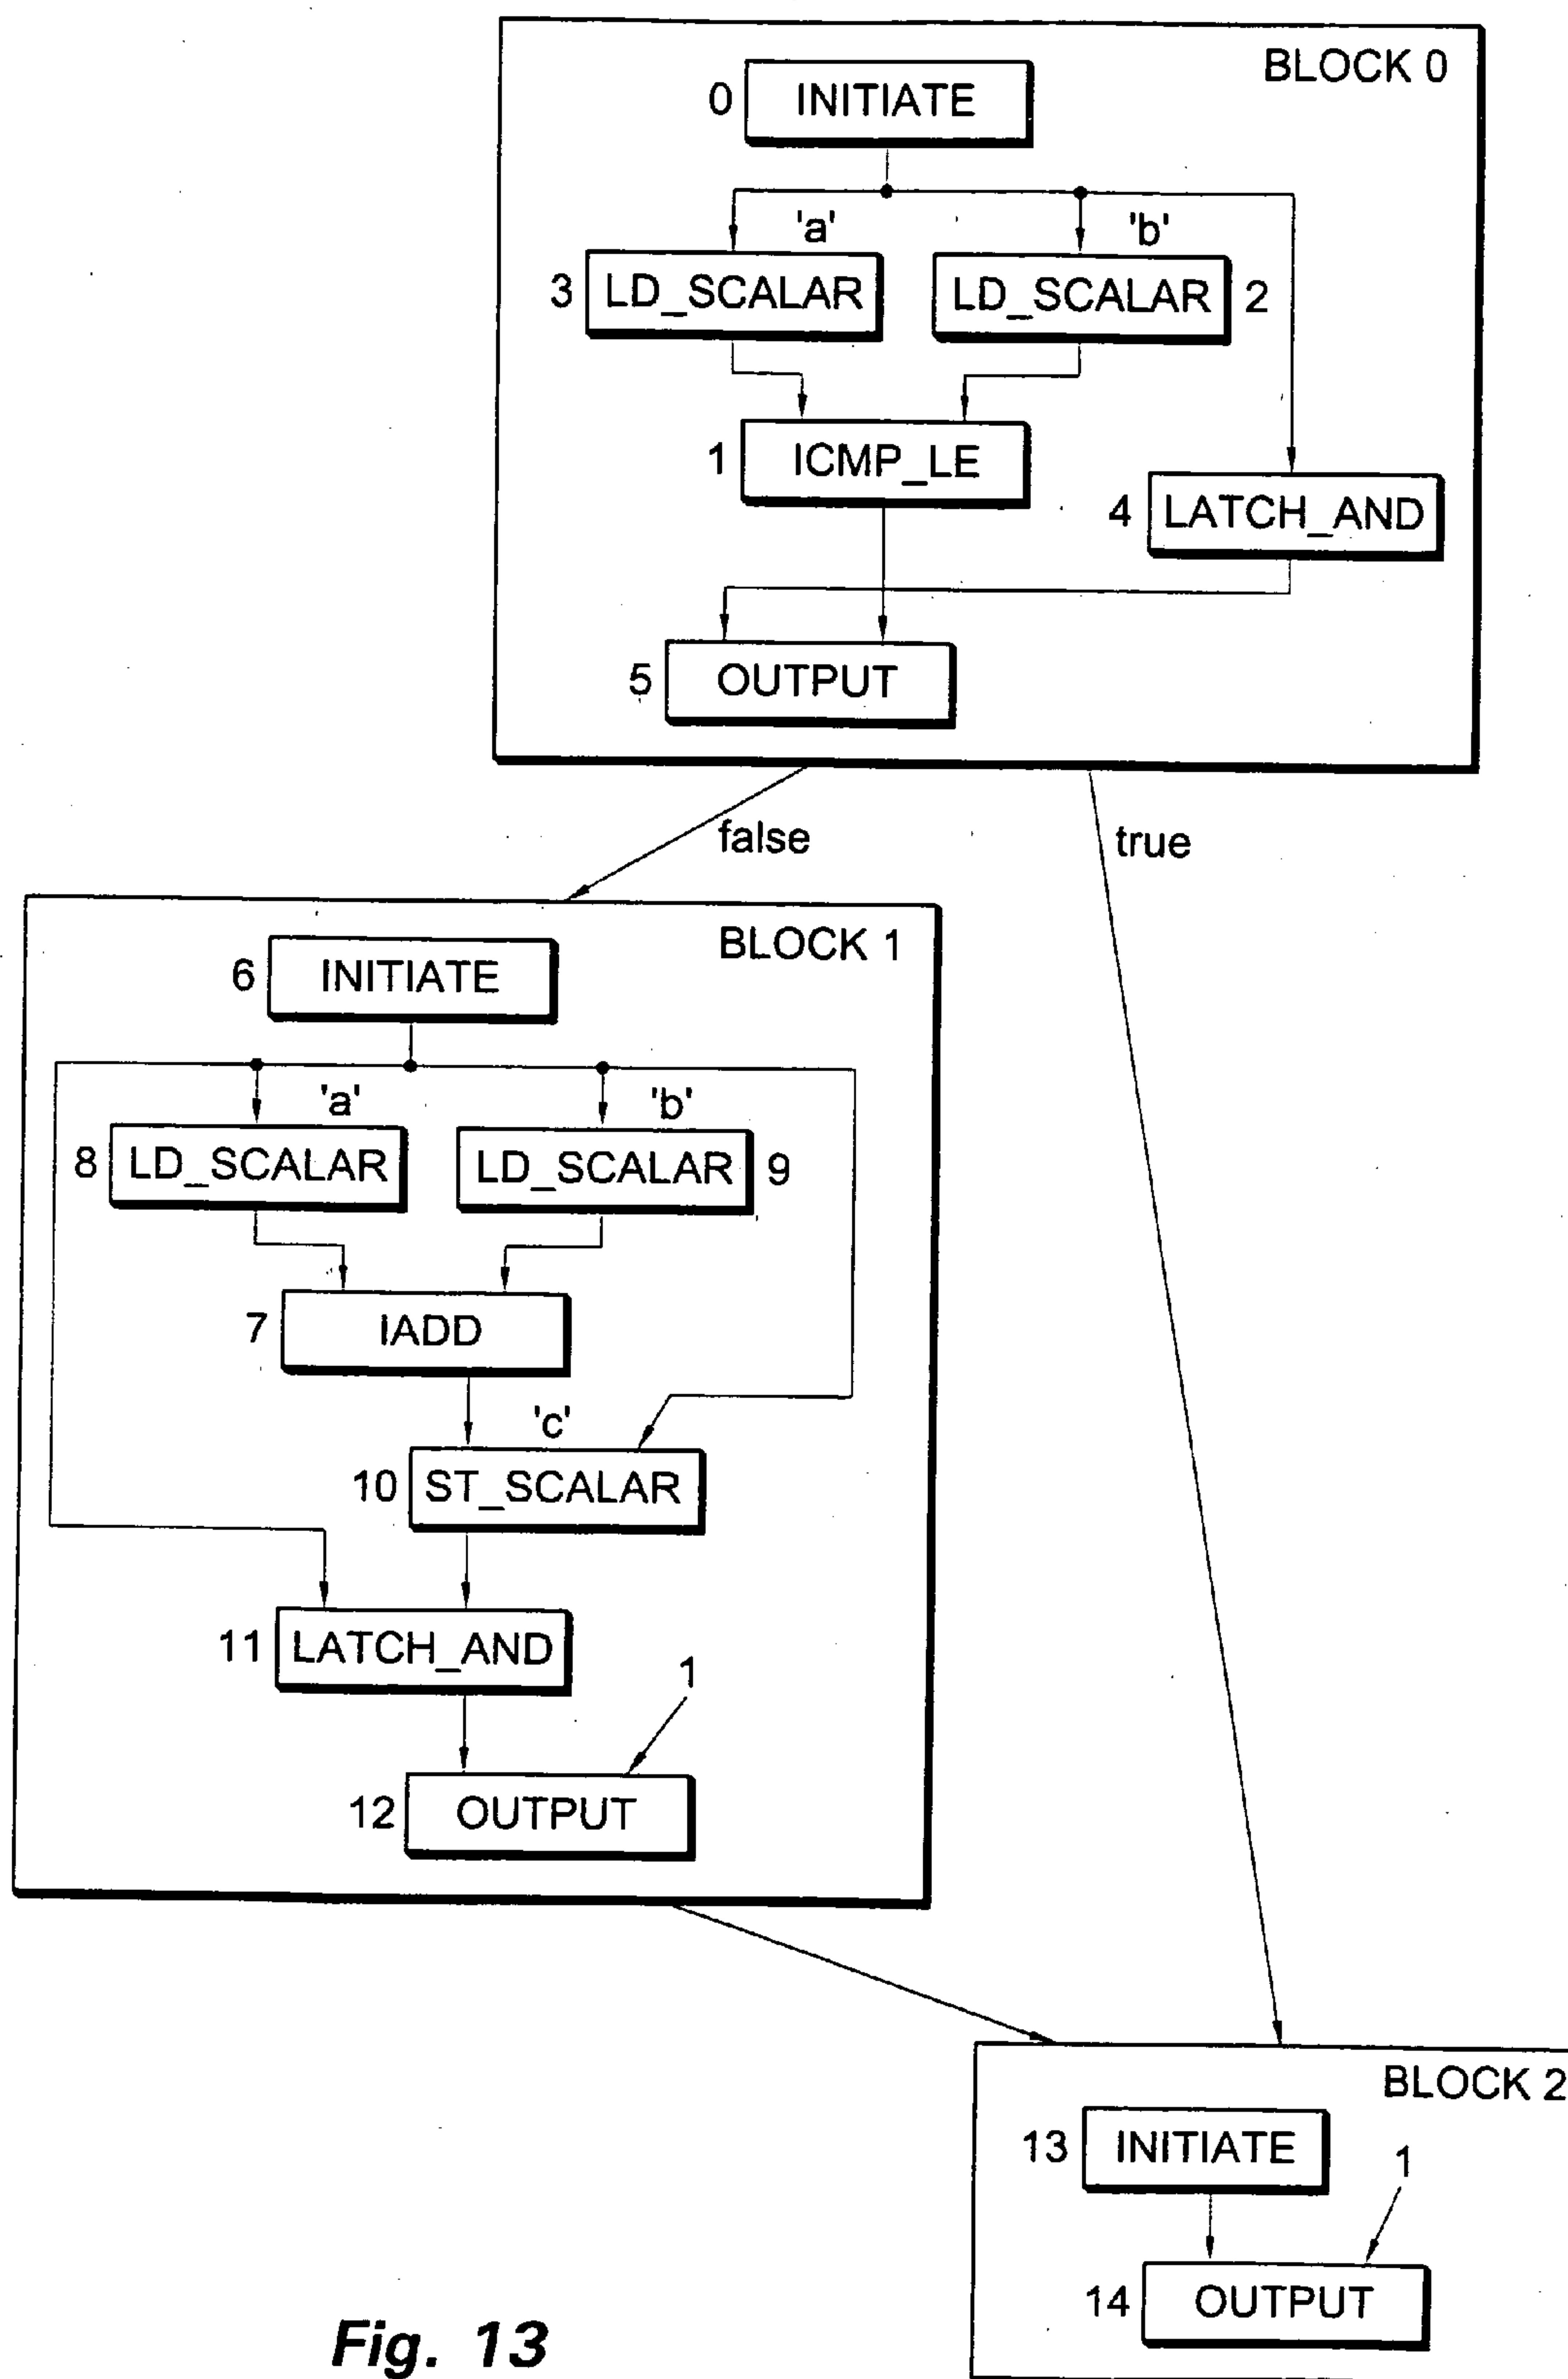 BLOCK 0
0 INITIATE
'a' 'b'
3 LD_SCALAR LD_SCALAR 2
1 ICMP_LE
4 LATCH_AND
5 OUTPUT
false true
BLOCK 1
6 INITIATE
'a' 'b'
8 LD_SCALAR LD_SCALAR 9
7 IADD
'c'
10 ST_SCALAR
11 LATCH_AND
1
12 OUTPUT
BLOCK 2
13 INITIATE
1
14 OUTPUT
Fig. 13